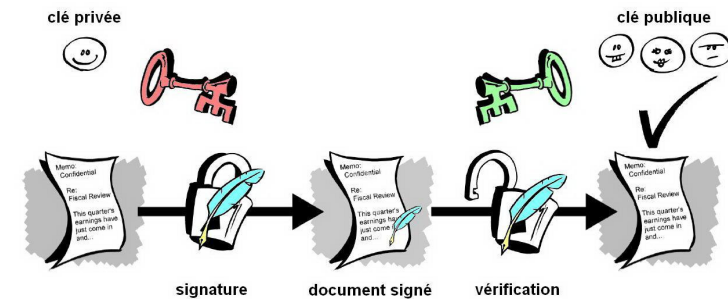 clé privée
clé publique
Memo:
Confidential
Re:
Fiscal Review
This quarter's
earnings have
just come in
and...
Memo:
Confidential
Re:
Fiscal Review
This quarter's
earnings ha
just come i
and...
Memo:
Confidential
Re:
Fiscal Review
This quarter's
earnings have
just come in
and...
signature
document signé
vérification